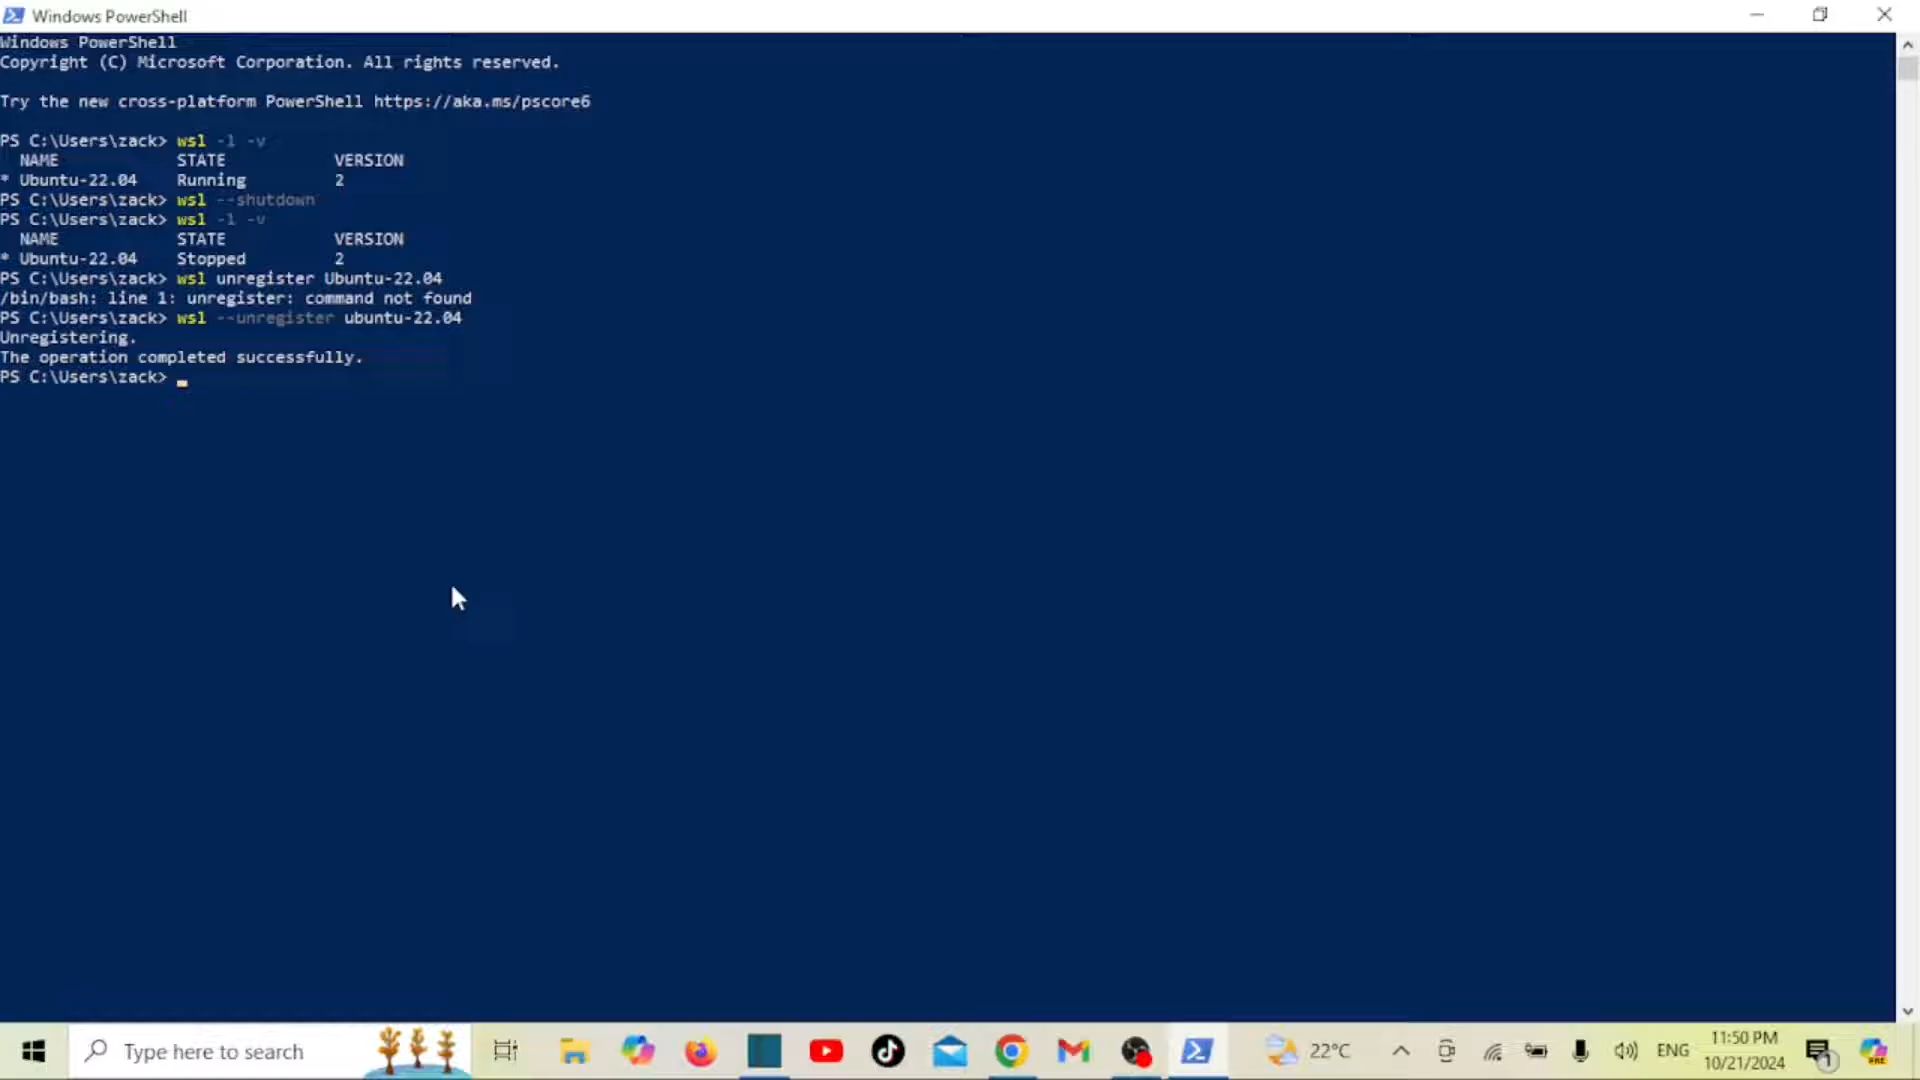 Windows PowerShell
Windows PowerShell
Copyright (C) Microsoft Corporation. All rights reserved.
Try the new cross-platform PowerShell https://aka.ms/pscore6
PS C:\Users\zack> wsl -l -v
NAME STATE VERSION
* Ubuntu-22.04 Running 2
PS C:\Users\zack> wsl --shutdown
PS C:\Users\zack> wsl -l -v
NAME STATE VERSION
* Ubuntu-22.04 Stopped 2
PS C:\Users\zack> wsl unregister Ubuntu-22.04
/bin/bash: line 1: unregister: command not found
PS C:\Users\zack> wsl --unregister ubuntu-22.04
Unregistering.
The operation completed successfully.
PS C:\Users\zack>
Type here to search
22°C
ENG
11:50 PM
10/21/2024
1
PRE